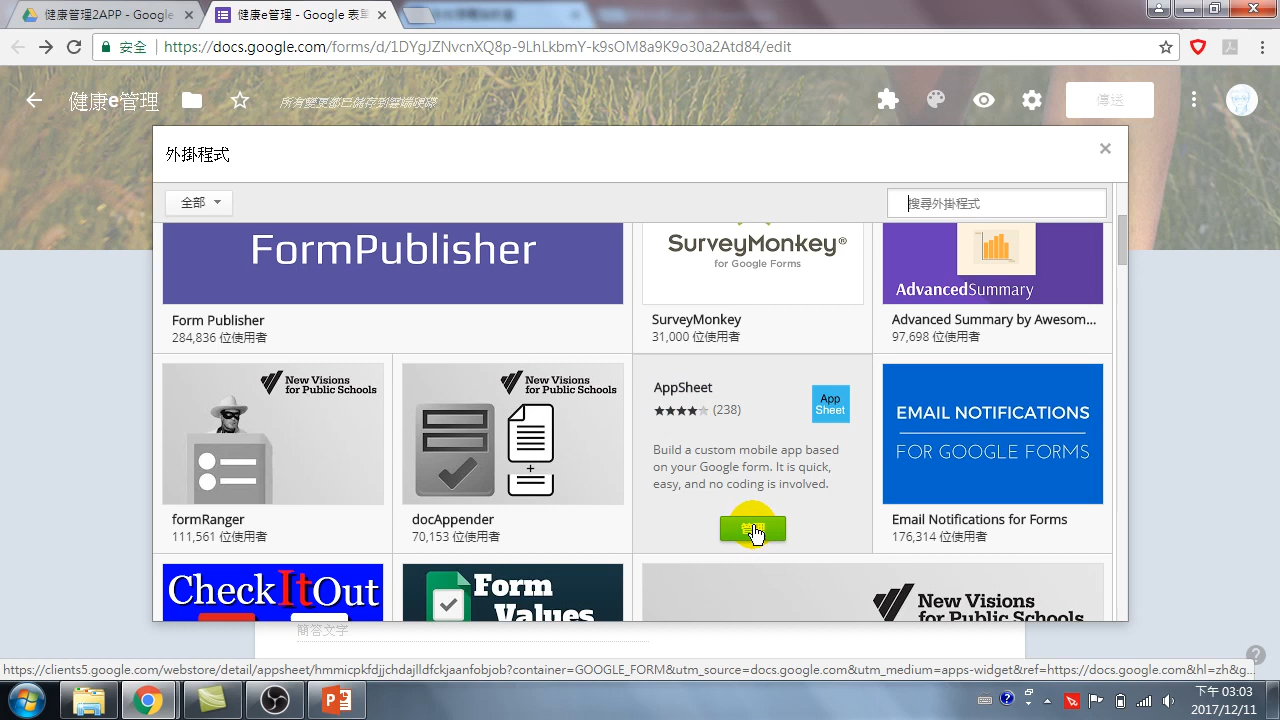 健康管理2APP - Google
健康e管理 - Google 表單
安全
https://docs.google.com/forms/d/1DYgJZNvcnXQ6p-9LhLkbmY-k9sOM8a9K9o30a2Atd84/edit
健康e管理
所有變更都已儲存到雲端硬碟
傳送
外掛程式
全部
搜尋外掛程式
FormPublisher
Form Publisher
284,836 位使用者
SurveyMonkey®
for Google Forms
SurveyMonkey
31,000 位使用者
AdvancedSummary
Advanced Summary by Awesom...
97,698 位使用者
New Visions
for Public Schools
formRanger
111,561 位使用者
New Visions
for Public Schools
docAppender
70,153 位使用者
AppSheet
(238)
App
Sheet
Build a custom mobile app based
on your Google form. It is quick,
easy, and no coding is involved.
EMAIL NOTIFICATIONS
FOR GOOGLE FORMS
Email Notifications for Forms
176,314 位使用者
CheckItOut
Form
Values
New Visions
for Public Schools
簡答文字
https://clients5.google.com/webstore/detail/appsheet/hmmicpkfdjjchdajlldfckjaanfobjob?container=GOOGLE_FORM&utm_source=docs.google.com&utm_medium=apps-widget&ref=https://docs.google.com&hl=zh&g...
下午 03:03
2017/12/11